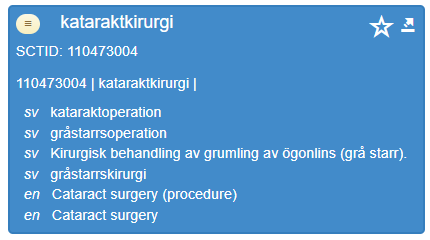 kataraktkirurgi
SCTID: 110473004
110473004 | kataraktkirurgi |
sv kataraktoperation
sv gråstarrsoperation
sv Kirurgisk behandling av grumling av ögonlins (grå starr).
sv gråstarrskirurgi
en Cataract surgery (procedure)
en Cataract surgery